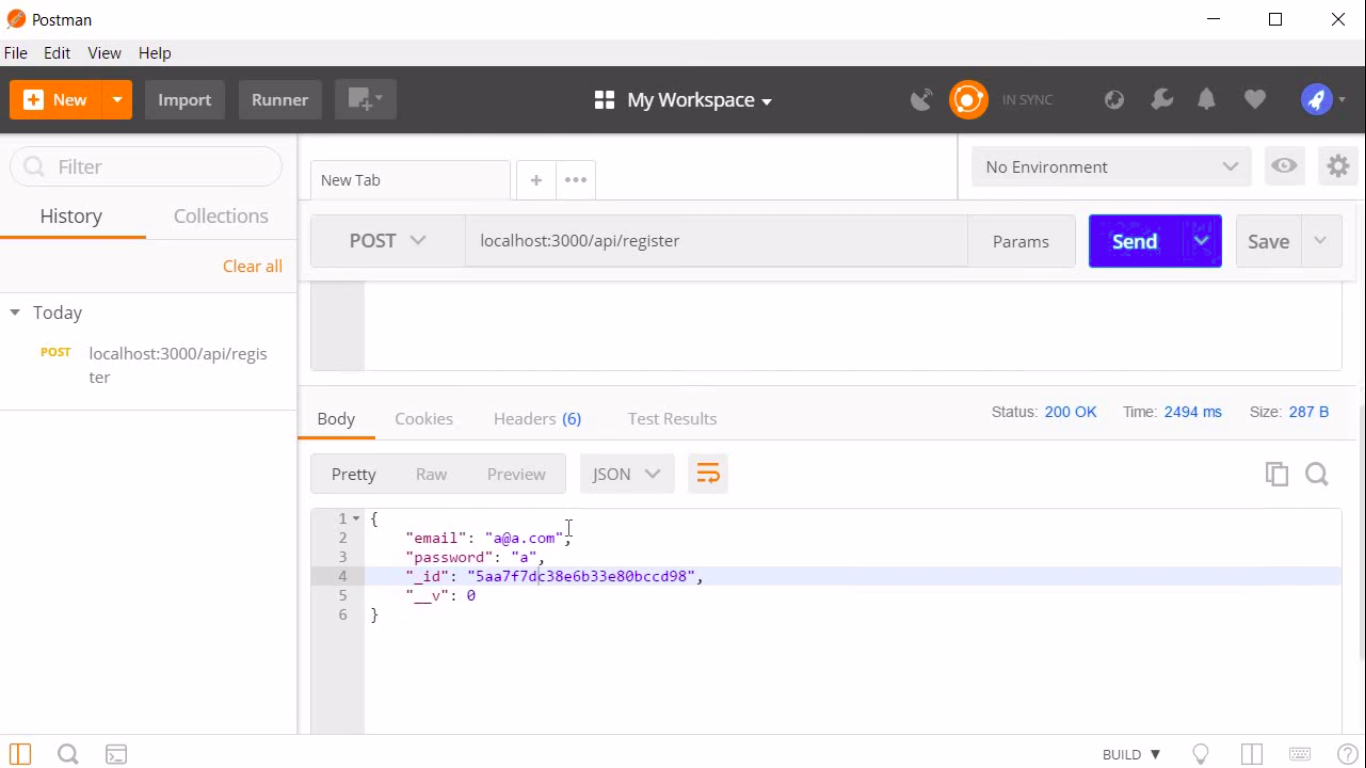 Postman
File Edit View Help
New Import Runner My Workspace IN SYNC
Filter
New Tab + ••• No Environment
History Collections
POST localhost:3000/api/register Params Send Save
Clear all
Today
POST localhost:3000/api/regis
ter
Body Cookies Headers (6) Test Results Status: 200 OK Time: 2494 ms Size: 287 B
Pretty Raw Preview JSON
1 {
2 "email": "a@a.com",
3 "password": "a",
4 "_id": "5aa7f7dc38e6b33e80bccd98",
5 "__v": 0
6 }
BUILD